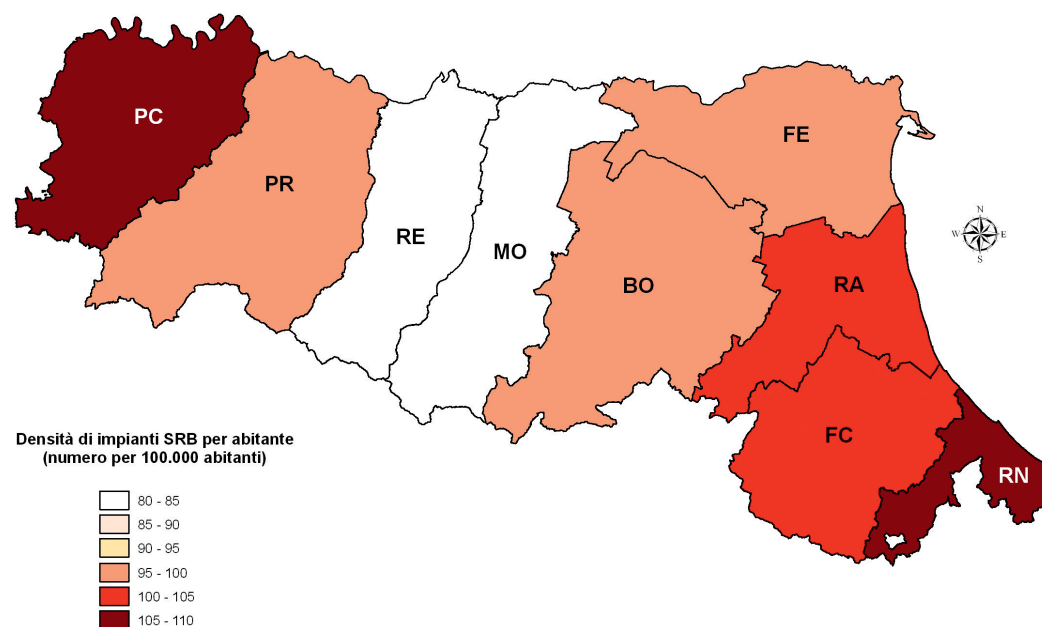 PC
PR
RE
MO
BO
FE
RA
FC
RN
N
W E
S
Densità di impianti SRB per abitante
(numero per 100.000 abitanti)
80 - 85
85 - 90
90 - 95
95 - 100
100 - 105
105 - 110